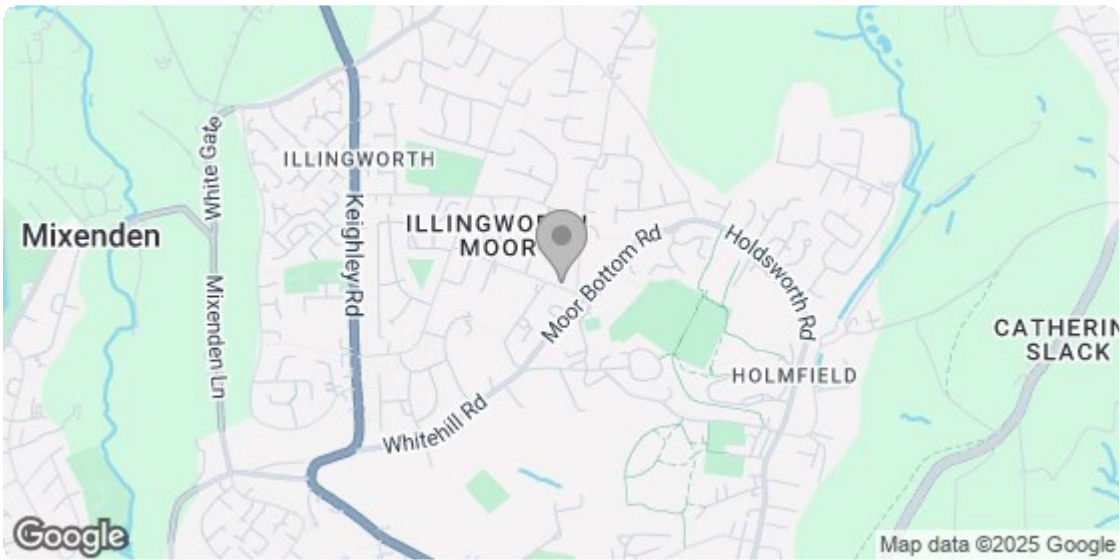 ILLINGWORTH
White Gate
Mixenden
Keighley Rd
MOOR
Moor Bottom Rd
Holdsworth Rd
Mixenden Ln
SLACK
HOLMFIELD
Whitehill Rd
Google
Map data ©2025 Google